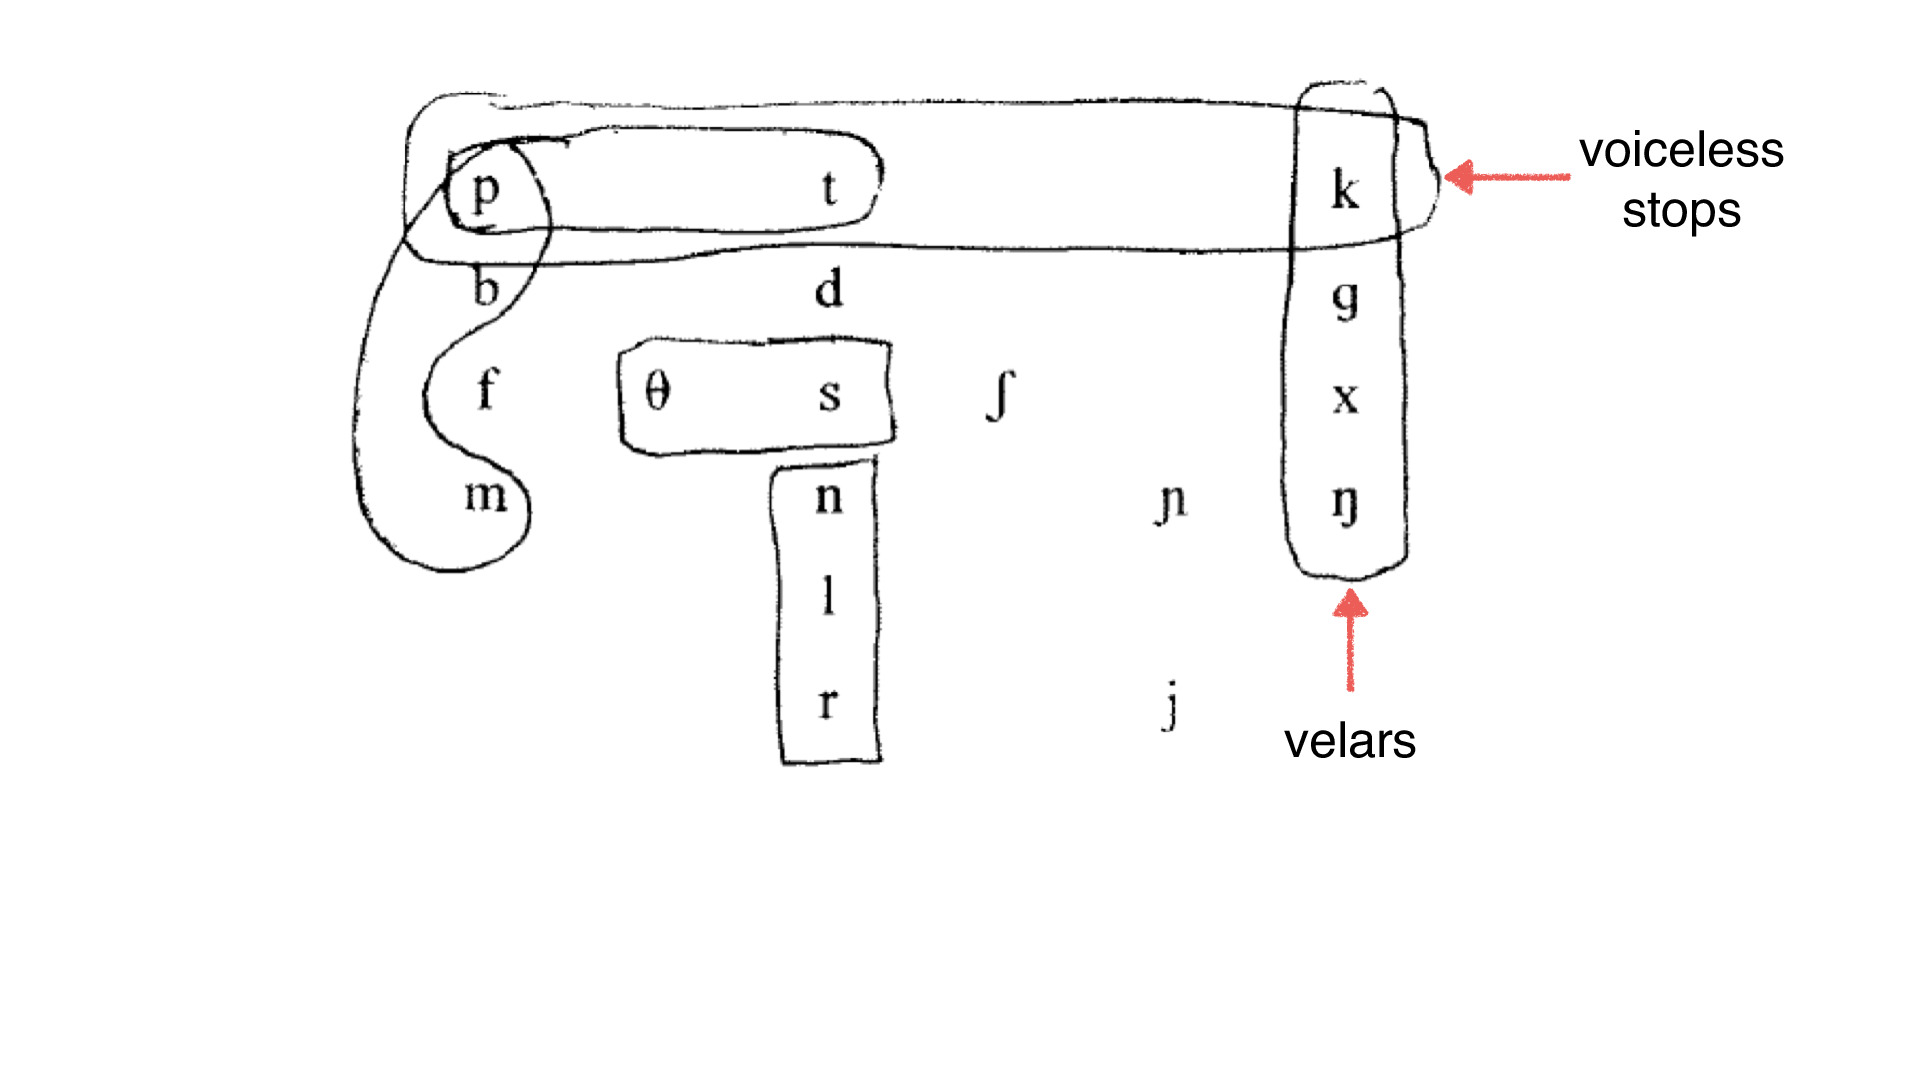 p t k
voiceless
stops
b d g
f θ s ʃ x
m n ɲ ŋ
l
r j
velars